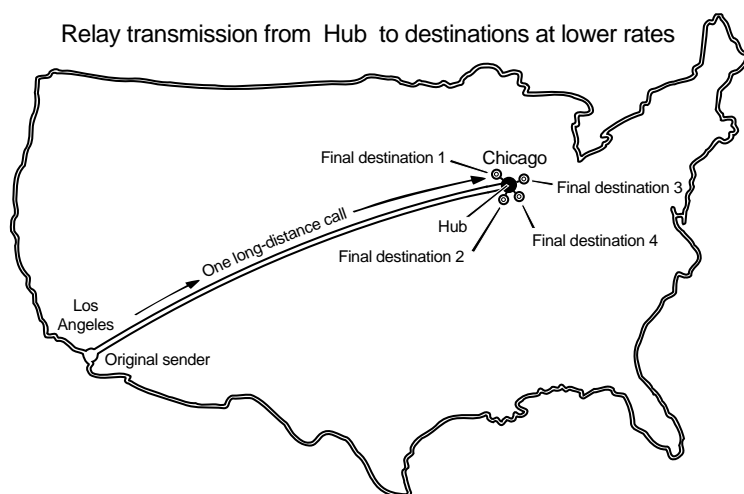 Relay transmission from Hub to destinations at lower rates
Final destination 1
Chicago
Final destination 3
Hub
Final destination 4
Final destination 2
One long-distance call
Los
Angeles
Original sender